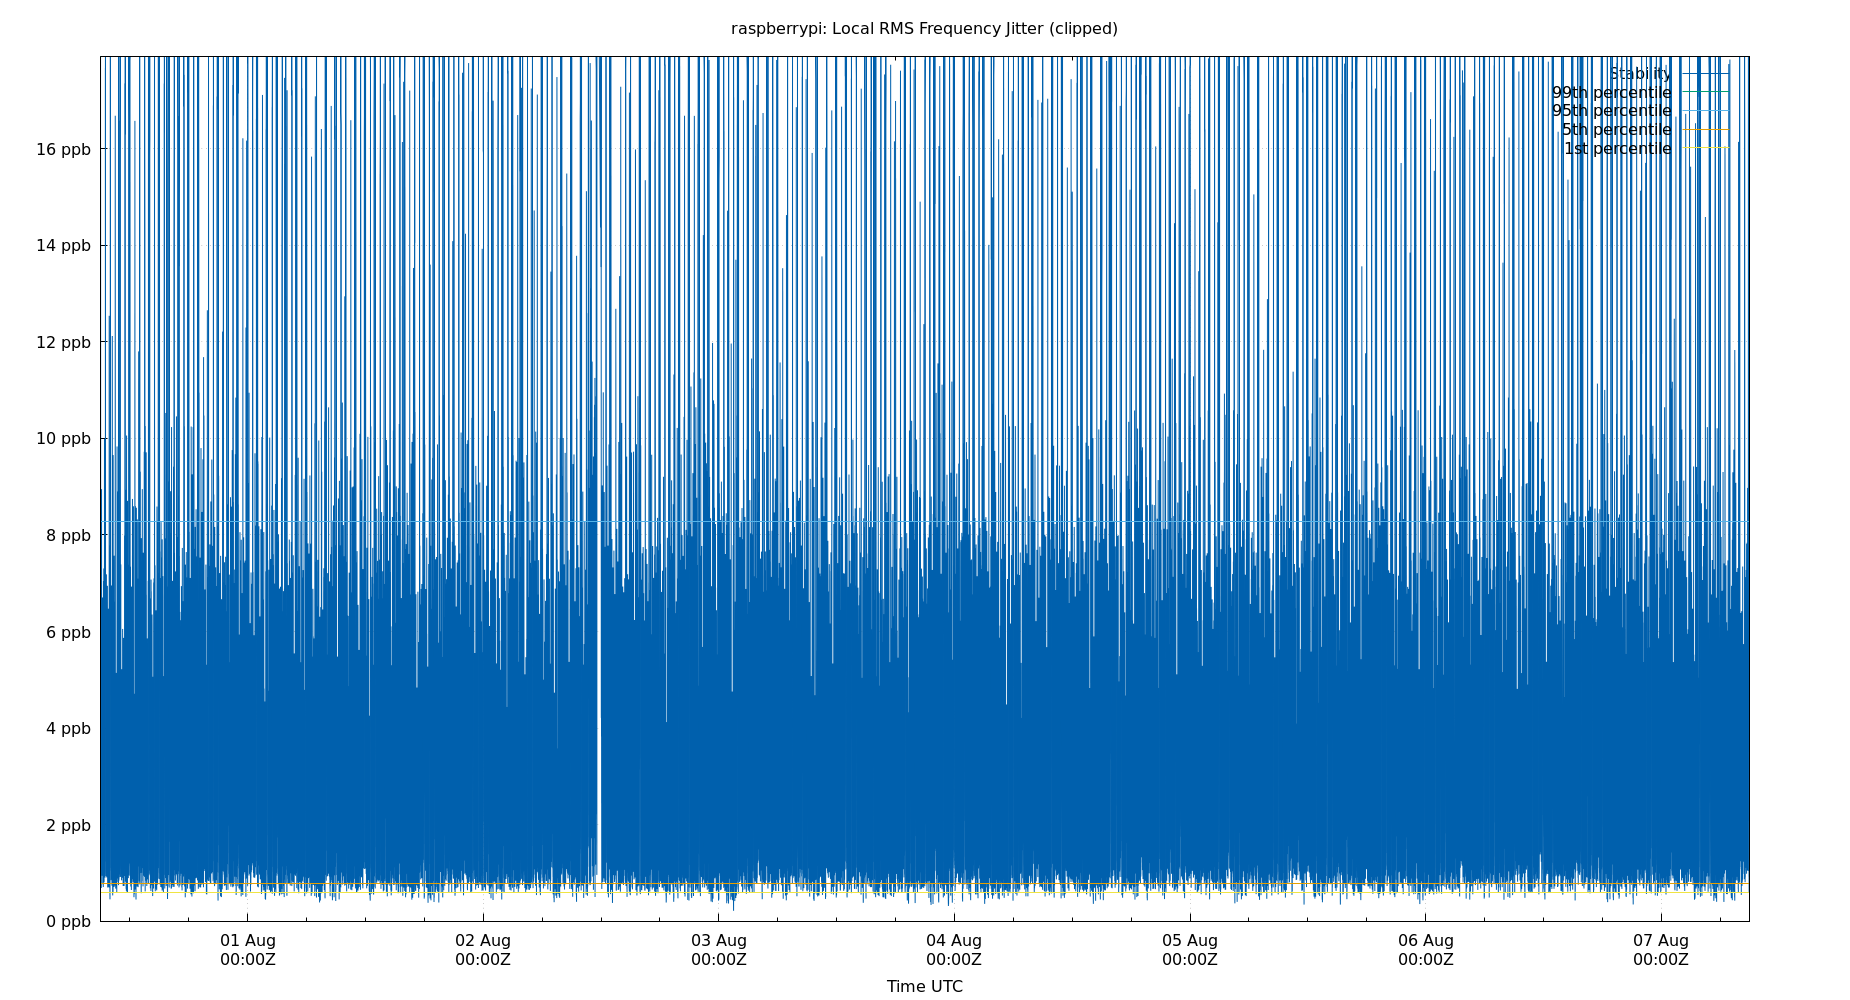 raspberrypi: Local RMS Frequency Jitter (clipped)
Stability
99th percentile
95th percentile
5th percentile
1st percentile
16 ppb
14 ppb
12 ppb
10 ppb
8 ppb
6 ppb
4 ppb
2 ppb
0 ppb
01 Aug 02 Aug 03 Aug 04 Aug 05 Aug 06 Aug 07 Aug
00:00Z 00:00Z 00:00Z 00:00Z 00:00Z 00:00Z 00:00Z
Time UTC